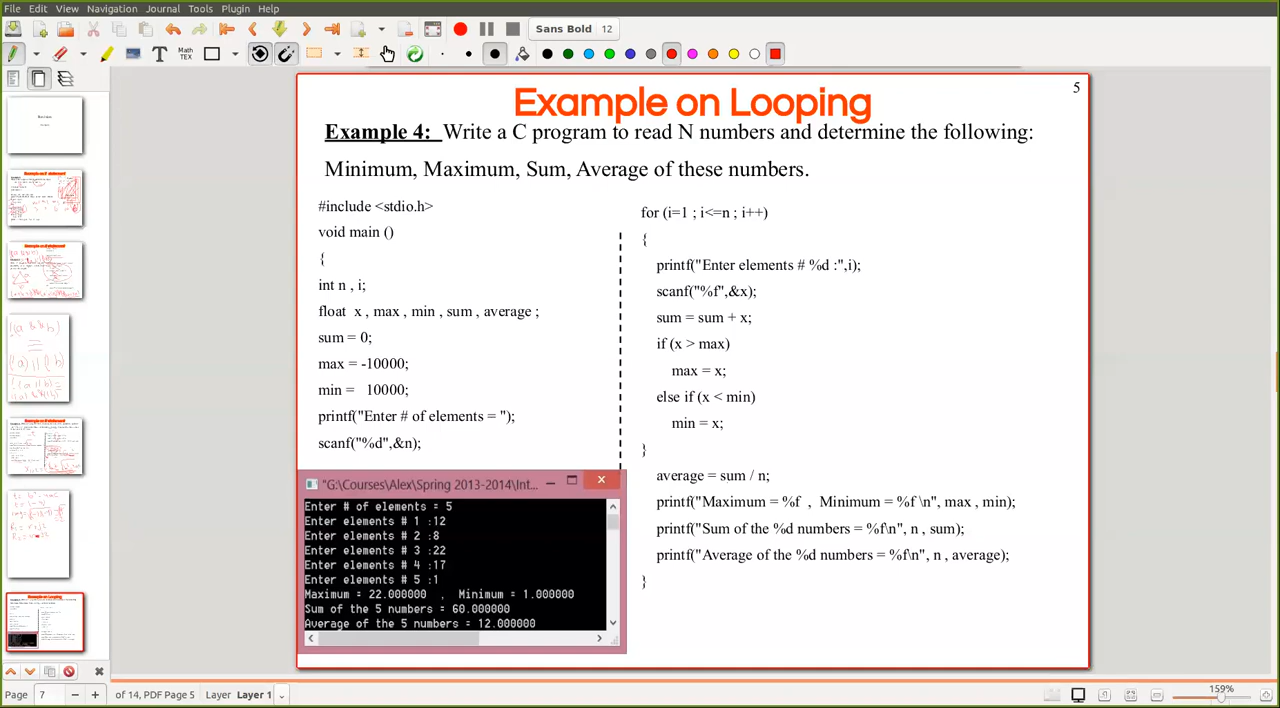 File Edit View Navigation Journal Tools Plugin Help
Sans Bold 12
Math
TEX
5
Example on Looping
Example 4: Write a C program to read N numbers and determine the following:
Minimum, Maximum, Sum, Average of these numbers.
#include <stdio.h>
void main ()
{
int n , i;
float x , max , min , sum , average ;
sum = 0;
max = -10000;
min = 10000;
printf("Enter # of elements = ");
scanf("%d",&n);
for (i=1 ; i<=n ; i++)
{
printf("Enter elements # %d :",i);
scanf("%f",&x);
sum = sum + x;
if (x > max)
max = x;
else if (x < min)
min = x;
}
average = sum / n;
printf("Maximum = %f , Minimum = %f \n", max , min);
printf("Sum of the %d numbers = %f\n", n , sum);
printf("Average of the %d numbers = %f\n", n , average);
}
"G:\Courses\Alex\Spring 2013-2014\Int...
Enter # of elements = 5
Enter elements # 1 :12
Enter elements # 2 :8
Enter elements # 3 :22
Enter elements # 4 :17
Enter elements # 5 :1
Maximum = 22.000000 , Minimum = 1.000000
Sum of the 5 numbers = 60.000000
Average of the 5 numbers = 12.000000
Page 7 of 14, PDF Page 5 Layer Layer 1 159%